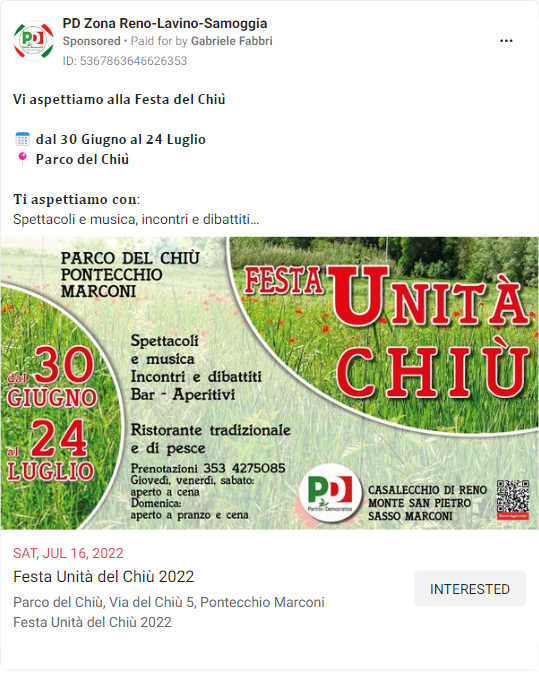 PD Zona Reno-Lavino-Samoggia
Sponsored • Paid for by Gabriele Fabbri
ID: 5367863646626353
Vi aspettiamo alla Festa del Chiù
dal 30 Giugno al 24 Luglio
Parco del Chiù
Ti aspettiamo con:
Spettacoli e musica, incontri e dibattiti...
PARCO DEL CHIÙ
PONTECCHIO
MARCONI
FESTA UNITÀ
CHIÙ
dal 30
GIUGNO
al 24
LUGLIO
Spettacoli
e musica
Incontri e dibattiti
Bar - Aperitivi
Ristorante tradizionale
e di pesce
Prenotazioni 353 4275085
Giovedì, venerdì, sabato:
aperto a cena
Domenica:
aperto a pranzo e cena
PD
Partito Democratico
CASALECCHIO DI RENO
MONTE SAN PIETRO
SASSO MARCONI
SAT, JUL 16, 2022
Festa Unità del Chiù 2022
INTERESTED
Parco del Chiù, Via del Chiù 5, Pontecchio Marconi
Festa Unità del Chiù 2022